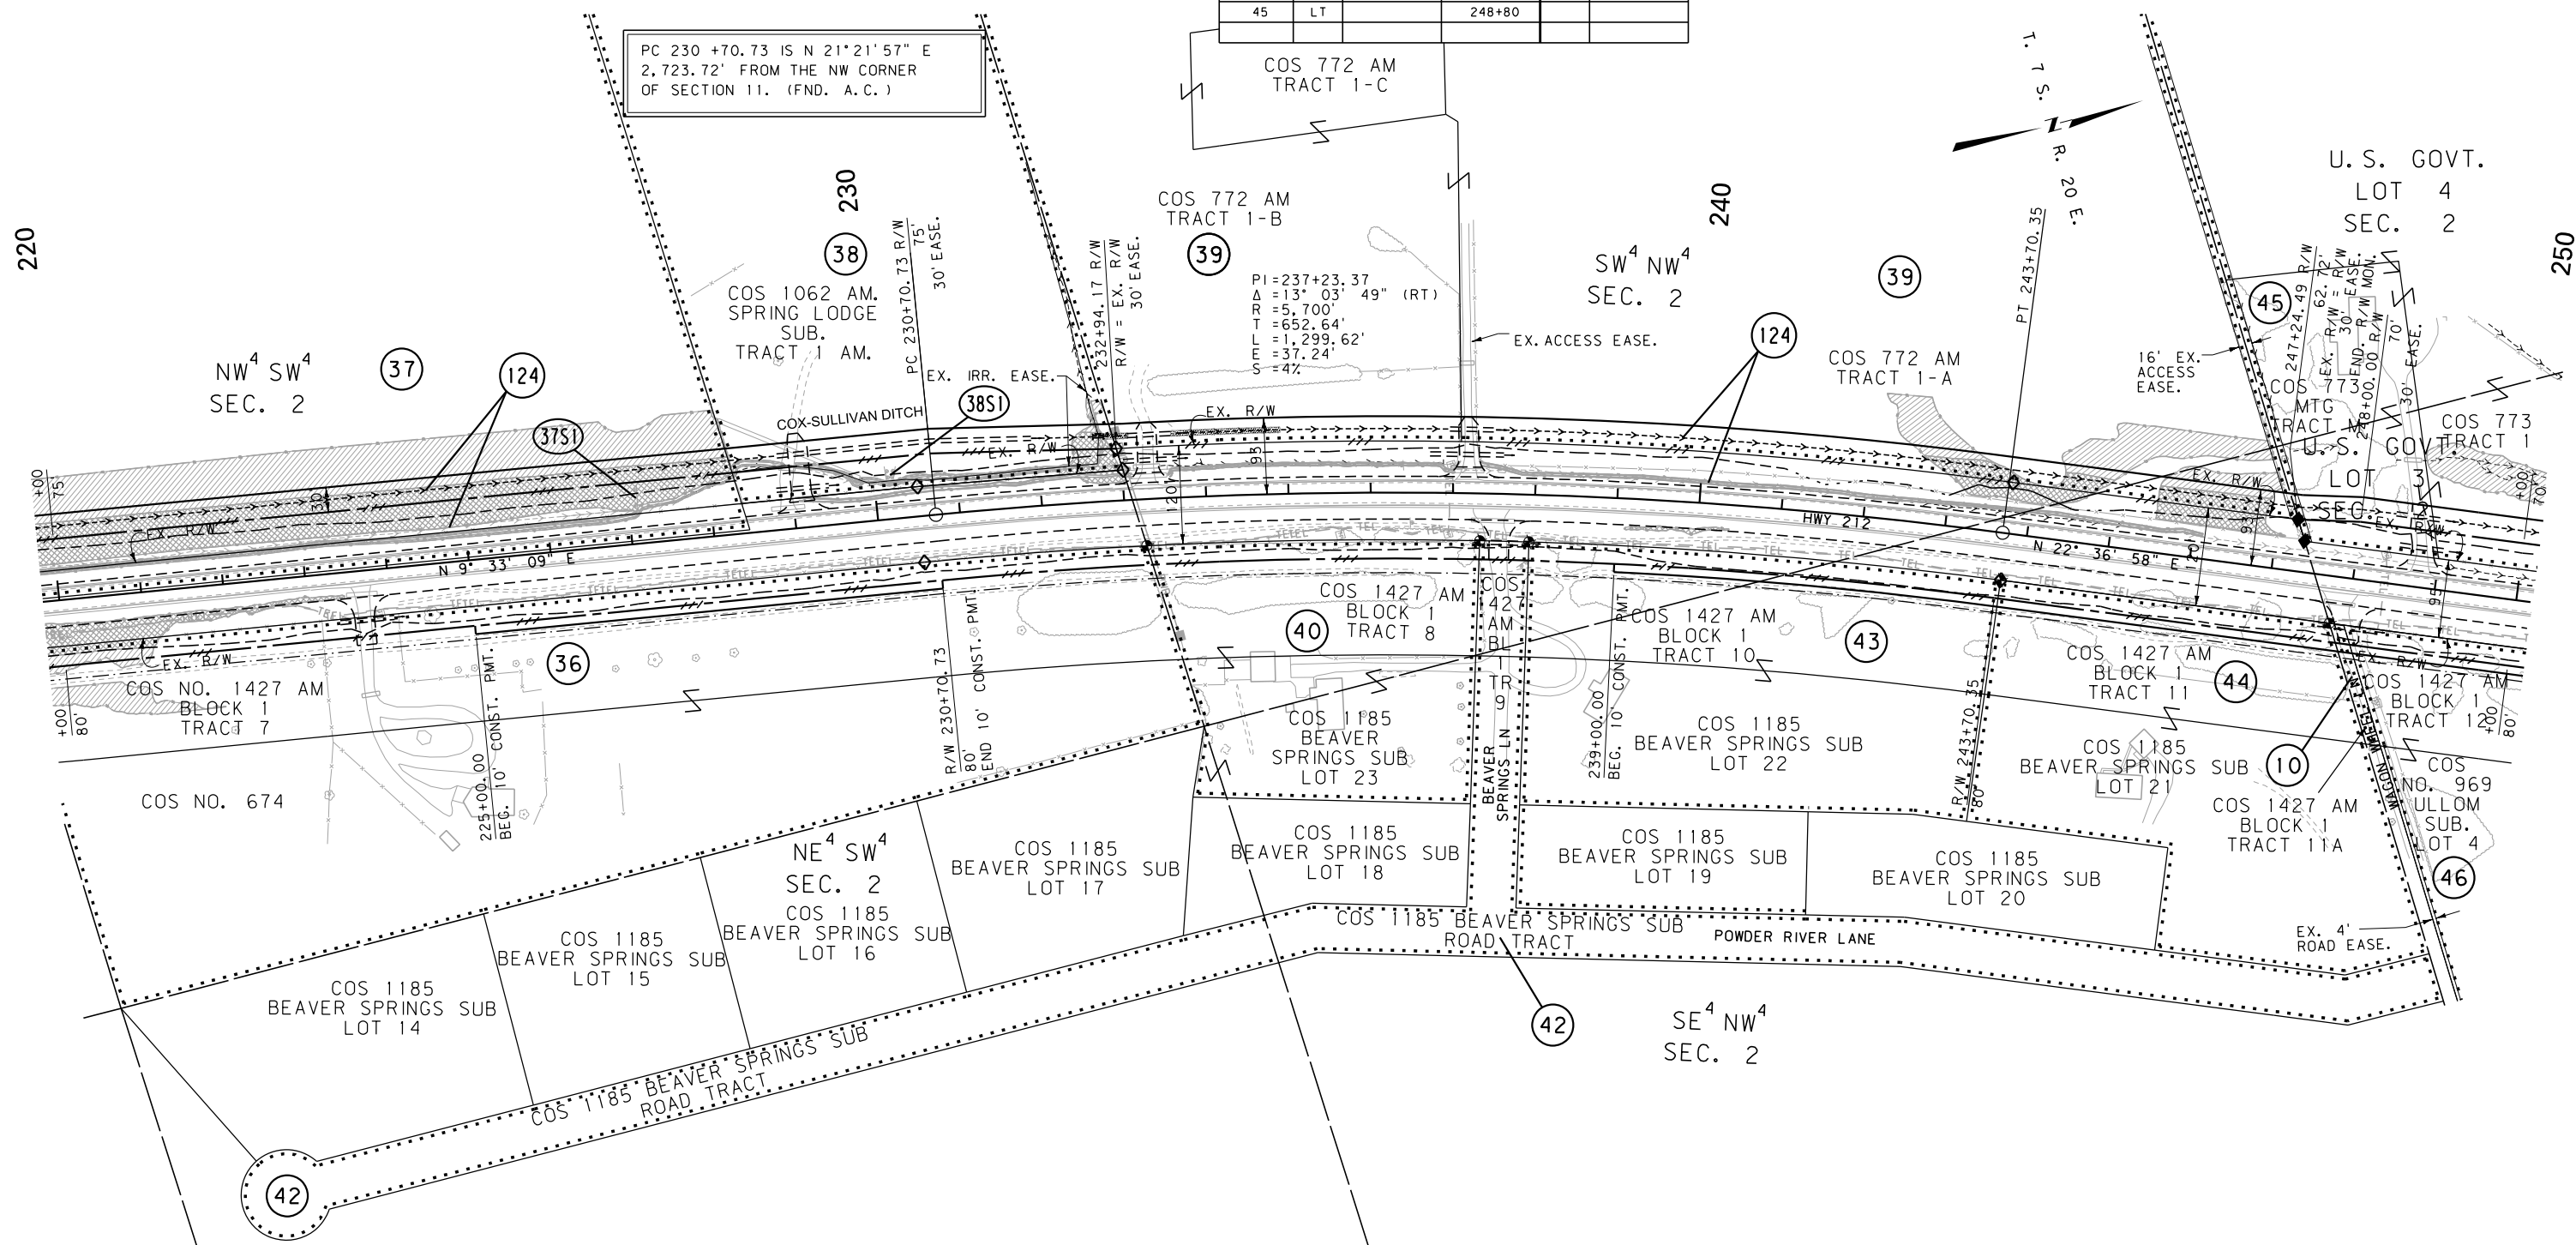 45 LT 248+80
PC 230 +70.73 IS N 21°21'57" E
2,723.72' FROM THE NW CORNER
OF SECTION 11. (FND. A.C.)
COS 772 AM
TRACT 1-C
T. 7 S.
R. 20 E.
U.S. GOVT.
LOT 4
SEC. 2
220
230
240
250
COS 772 AM
TRACT 1-B
38
39
39
45
COS 1062 AM.
SPRING LODGE
SUB.
TRACT 1 AM.
PC 230+70.73 R/W
75'
30' EASE.
232+94.17 R/W
R/W = EX. R/W
30' EASE.
PI=237+23.37
Δ =13° 03' 49" (RT)
R =5,700'
T =652.64'
L =1,299.62'
E =37.24'
S =4%
SW4 NW4
SEC. 2
EX. ACCESS EASE.
124
PT 243+70.35
COS 772 AM
TRACT 1-A
16' EX.
ACCESS
EASE.
247+24.49 R/W
62.72'
EX. R/W = R/W
30' EASE.
END. R/W MON.
248+00.00 R/W
70'
30' EASE.
COS 773
MTG
TRACT M
COS 773
TRACT 1
U.S. GOVT.
LOT 3
SEC. 2
NW4 SW4
SEC. 2
37
124
37S1
38S1
COX-SULLIVAN DITCH
EX. IRR. EASE.
EX. R/W
EX. R/W
EX. R/W
EX. R/W
EX. R/W
+00
75'
30'
93'
120'
93'
120'
95'
+00
70'
N 9° 33' 09" E
HWY 212
N 22° 36' 58" E
TEL
TEL
TEL
TEL
EX. R/W
EX. R/W
+00
80'
COS NO. 1427 AM
BLOCK 1
TRACT 7
36
225+00.00
BEG. 10' CONST. PMT.
R/W 230+70.73
80'
END 10' CONST. PMT.
40
COS 1427 AM
BLOCK 1
TRACT 8
COS
1427
AM
BL
1
TR
9
239+00.00
BEG. 10' CONST. PMT.
COS 1427 AM
BLOCK 1
TRACT 10
43
R/W 243+70.35
80'
COS 1427 AM
BLOCK 1
TRACT 11
44
COS 1427 AM
BLOCK 1
TRACT 12
+00
80'
COS NO. 674
COS 1185
BEAVER
SPRINGS SUB
LOT 23
BEAVER
SPRINGS LN
COS 1185
BEAVER SPRINGS SUB
LOT 22
COS 1185
BEAVER SPRINGS SUB
LOT 21
10
COS 1427 AM
BLOCK 1
TRACT 11A
COS
NO. 969
ULLOM
SUB.
LOT 4
46
EX. 4'
ROAD EASE.
NE4 SW4
SEC. 2
COS 1185
BEAVER SPRINGS SUB
LOT 14
COS 1185
BEAVER SPRINGS SUB
LOT 15
COS 1185
BEAVER SPRINGS SUB
LOT 16
COS 1185
BEAVER SPRINGS SUB
LOT 17
COS 1185
BEAVER SPRINGS SUB
LOT 18
COS 1185
BEAVER SPRINGS SUB
LOT 19
COS 1185
BEAVER SPRINGS SUB
LOT 20
COS 1185 BEAVER SPRINGS SUB
ROAD TRACT
POWDER RIVER LANE
42
SE4 NW4
SEC. 2
COS 1185 BEAVER SPRINGS SUB
ROAD TRACT
42